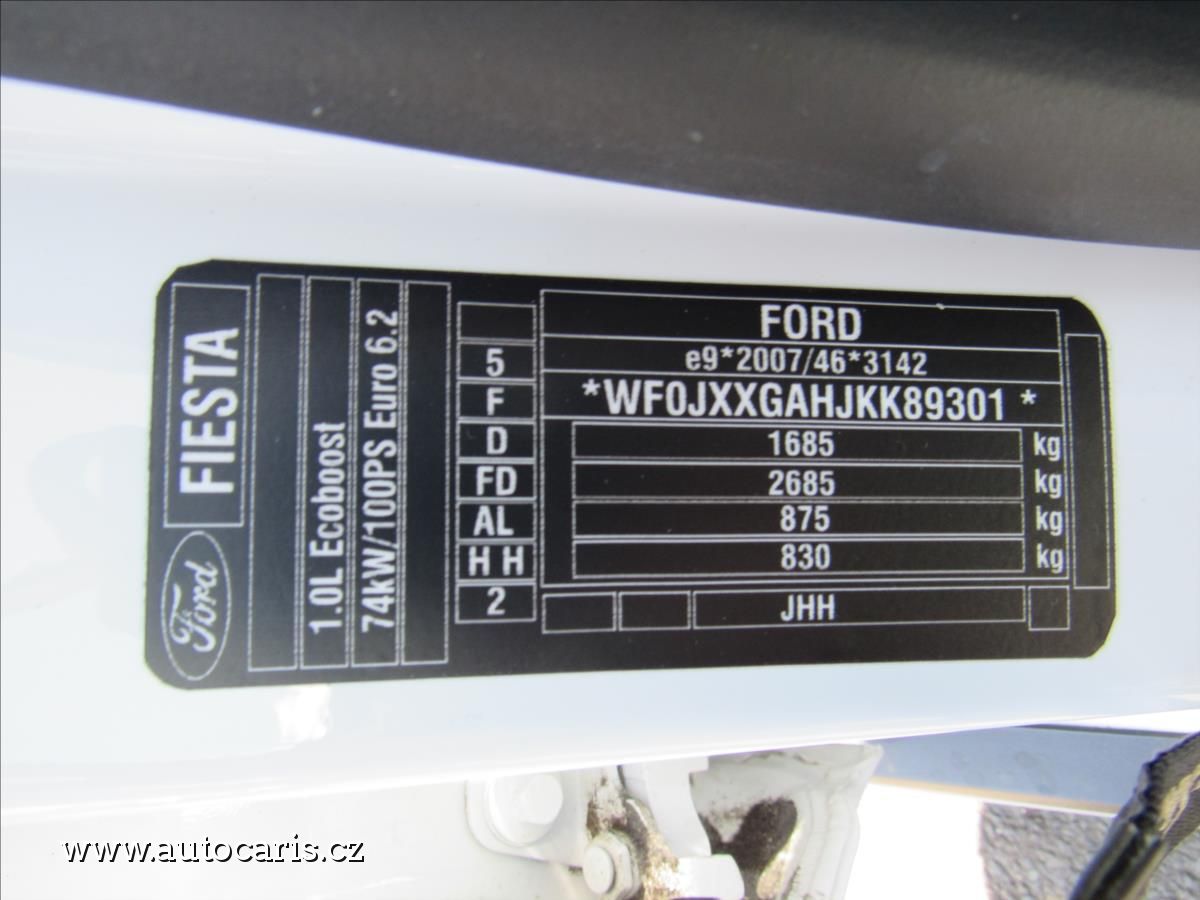 FORD
e9*2007/46*3142
*WF0JXXGAHJKK89301 *
1685 kg
2685 kg
875 kg
830 kg
JHH
5
F
D
FD
AL
H H
2
FIESTA
Ford
1.0L Ecoboost
74kW/100PS Euro 6.2
www.autocaris.cz